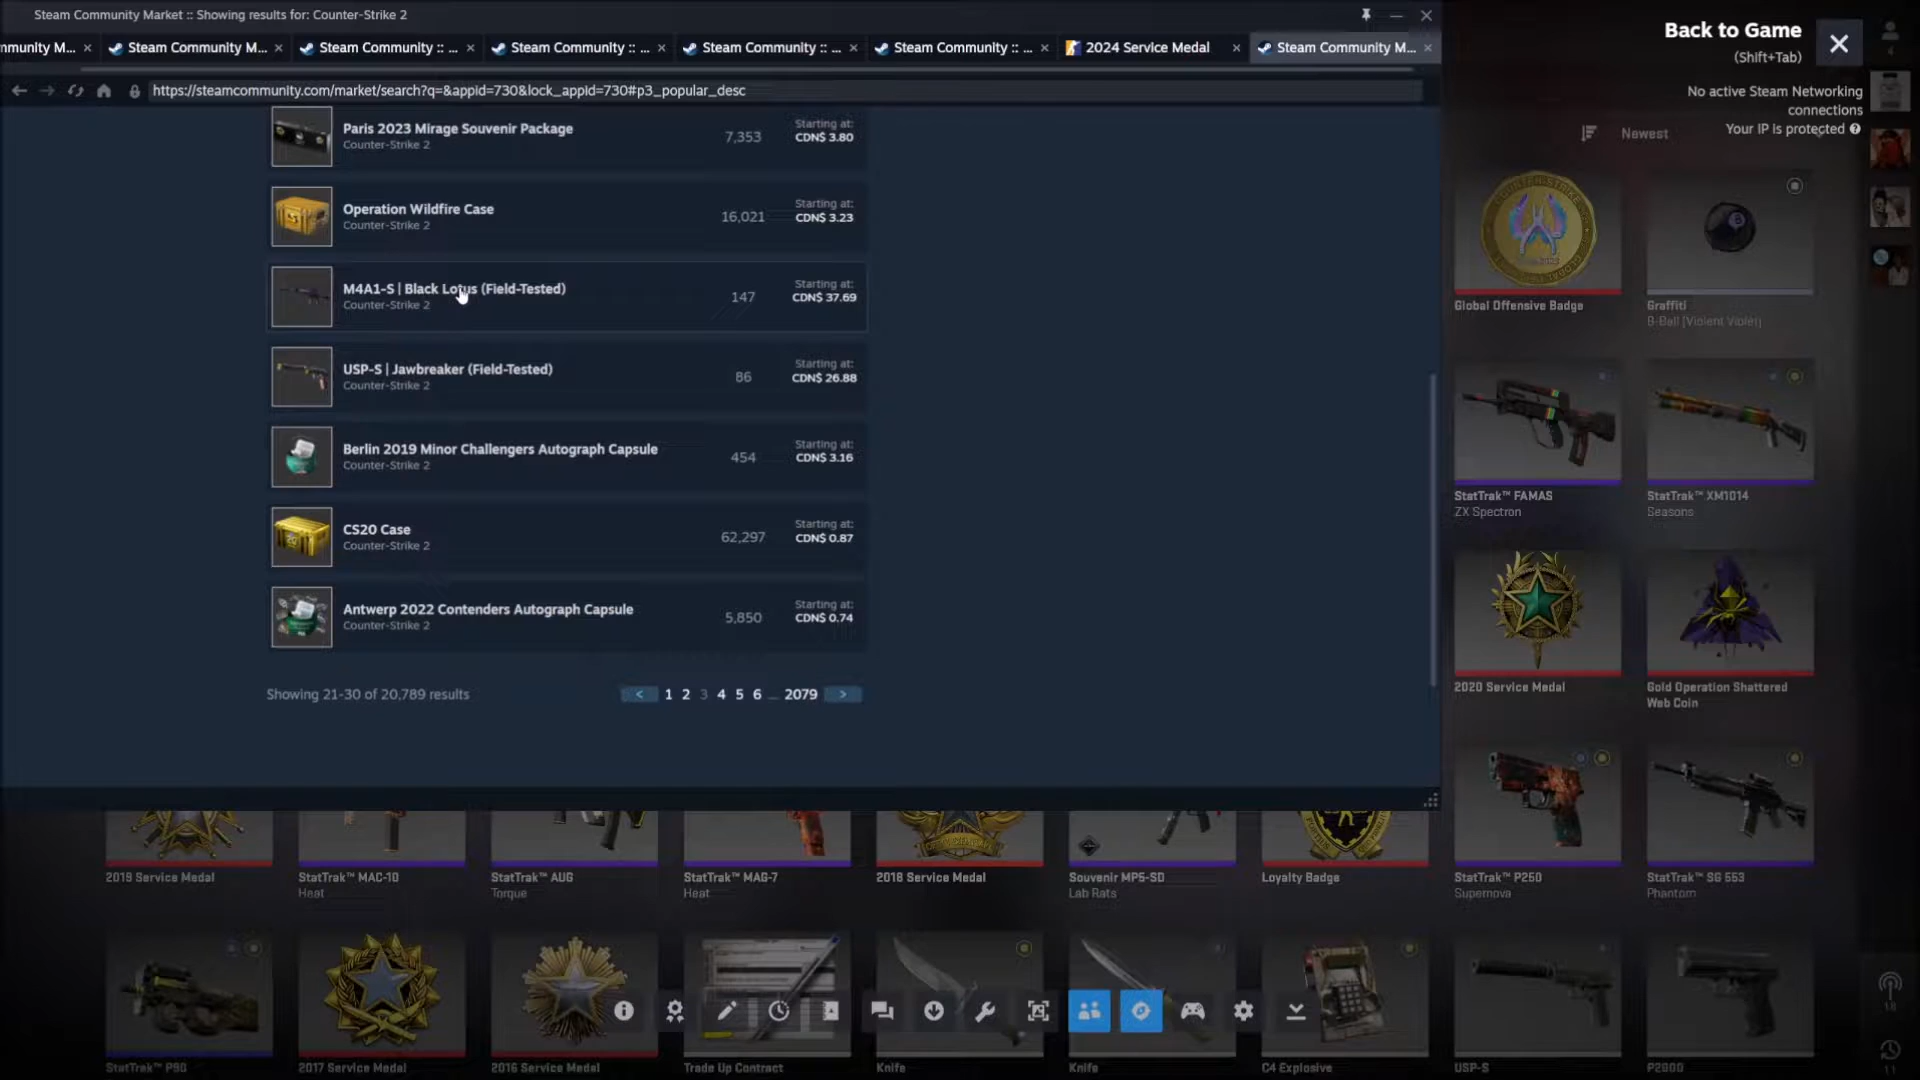 Steam Community Market :: Showing results for: Counter-Strike 2
mmunity M...
Steam Community M...
Steam Community :: ...
Steam Community :: ...
Steam Community :: ...
Steam Community :: ...
2024 Service Medal
Steam Community M...
https://steamcommunity.com/market/search?q=&appid=730&lock_appid=730#p3_popular_desc
Back to Game
(Shift+Tab)
No active Steam Networking
connections
Your IP is protected
Newest
Paris 2023 Mirage Souvenir Package
Counter-Strike 2
7,353
Starting at:
CDN$ 3.80
Operation Wildfire Case
Counter-Strike 2
16,021
Starting at:
CDN$ 3.23
M4A1-S | Black Lotus (Field-Tested)
Counter-Strike 2
147
Starting at:
CDN$ 37.69
USP-S | Jawbreaker (Field-Tested)
Counter-Strike 2
86
Starting at:
CDN$ 26.88
Berlin 2019 Minor Challengers Autograph Capsule
Counter-Strike 2
454
Starting at:
CDN$ 3.16
CS20 Case
Counter-Strike 2
62,297
Starting at:
CDN$ 0.87
Antwerp 2022 Contenders Autograph Capsule
Counter-Strike 2
5,850
Starting at:
CDN$ 0.74
Showing 21-30 of 20,789 results
< 1 2 3 4 5 6 ... 2079 >
Global Offensive Badge
Graffiti
B-Ball (Violent Violet)
StatTrak™ FAMAS
ZX Spectron
StatTrak™ XM1014
Seasons
2020 Service Medal
Gold Operation Shattered
Web Coin
2019 Service Medal
StatTrak™ MAC-10
Heat
StatTrak™ AUG
Torque
StatTrak™ MAG-7
Heat
2018 Service Medal
Souvenir MP5-SD
Lab Rats
Loyalty Badge
StatTrak™ P250
Supernova
StatTrak™ SG 553
Phantom
StatTrak™ P90
2017 Service Medal
2016 Service Medal
Trade Up Contract
Knife
Knife
C4 Explosive
USP-S
P2000
18
11